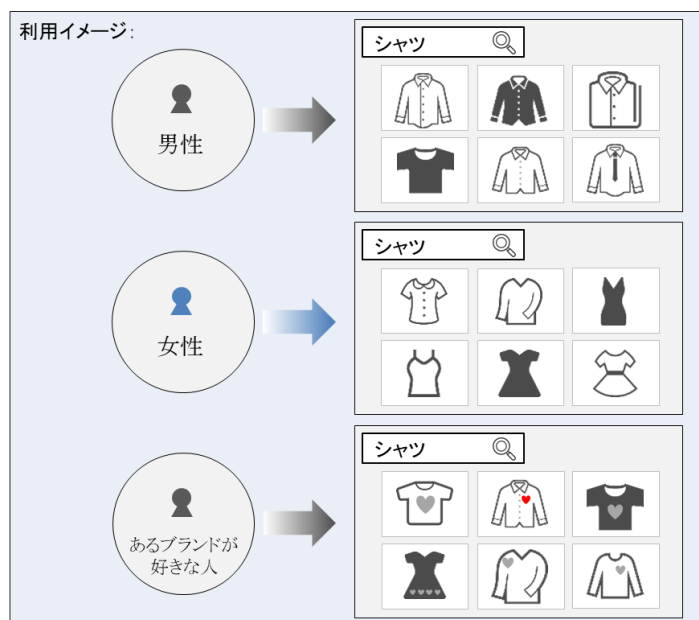 利用イメージ:
男性
シャツ
女性
シャツ
あるブランドが
好きな人
シャツ